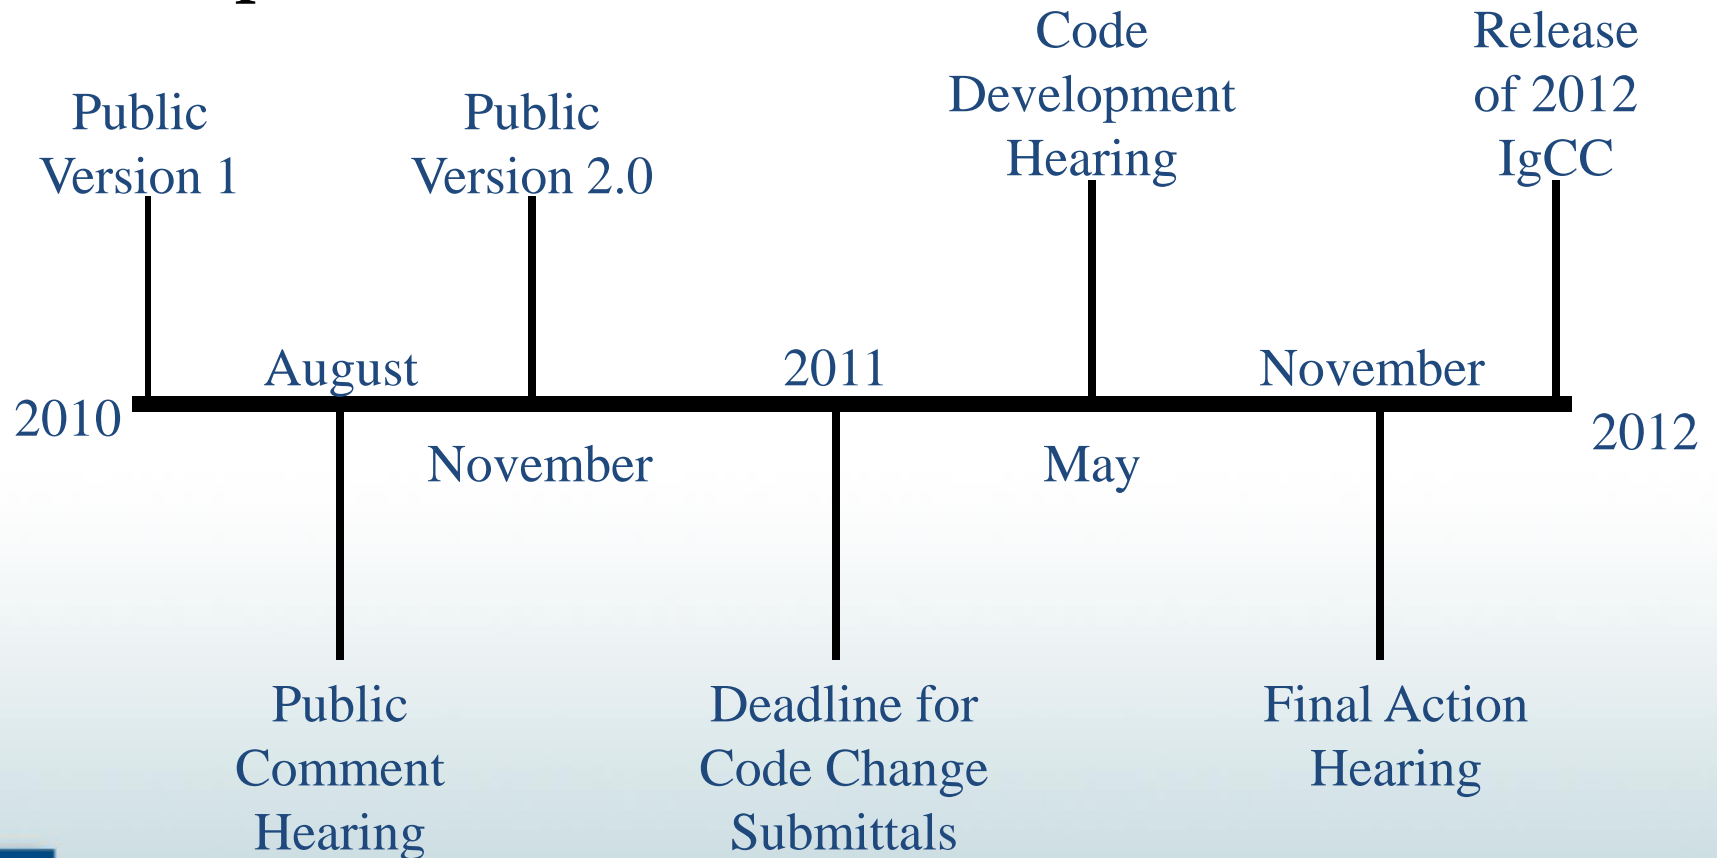 Public
Version 1
Public
Version 2.0
Code
Development
Hearing
Release
of 2012
IgCC
August
2011
November
2010
2012
November
May
Public
Comment
Hearing
Deadline for
Code Change
Submittals
Final Action
Hearing